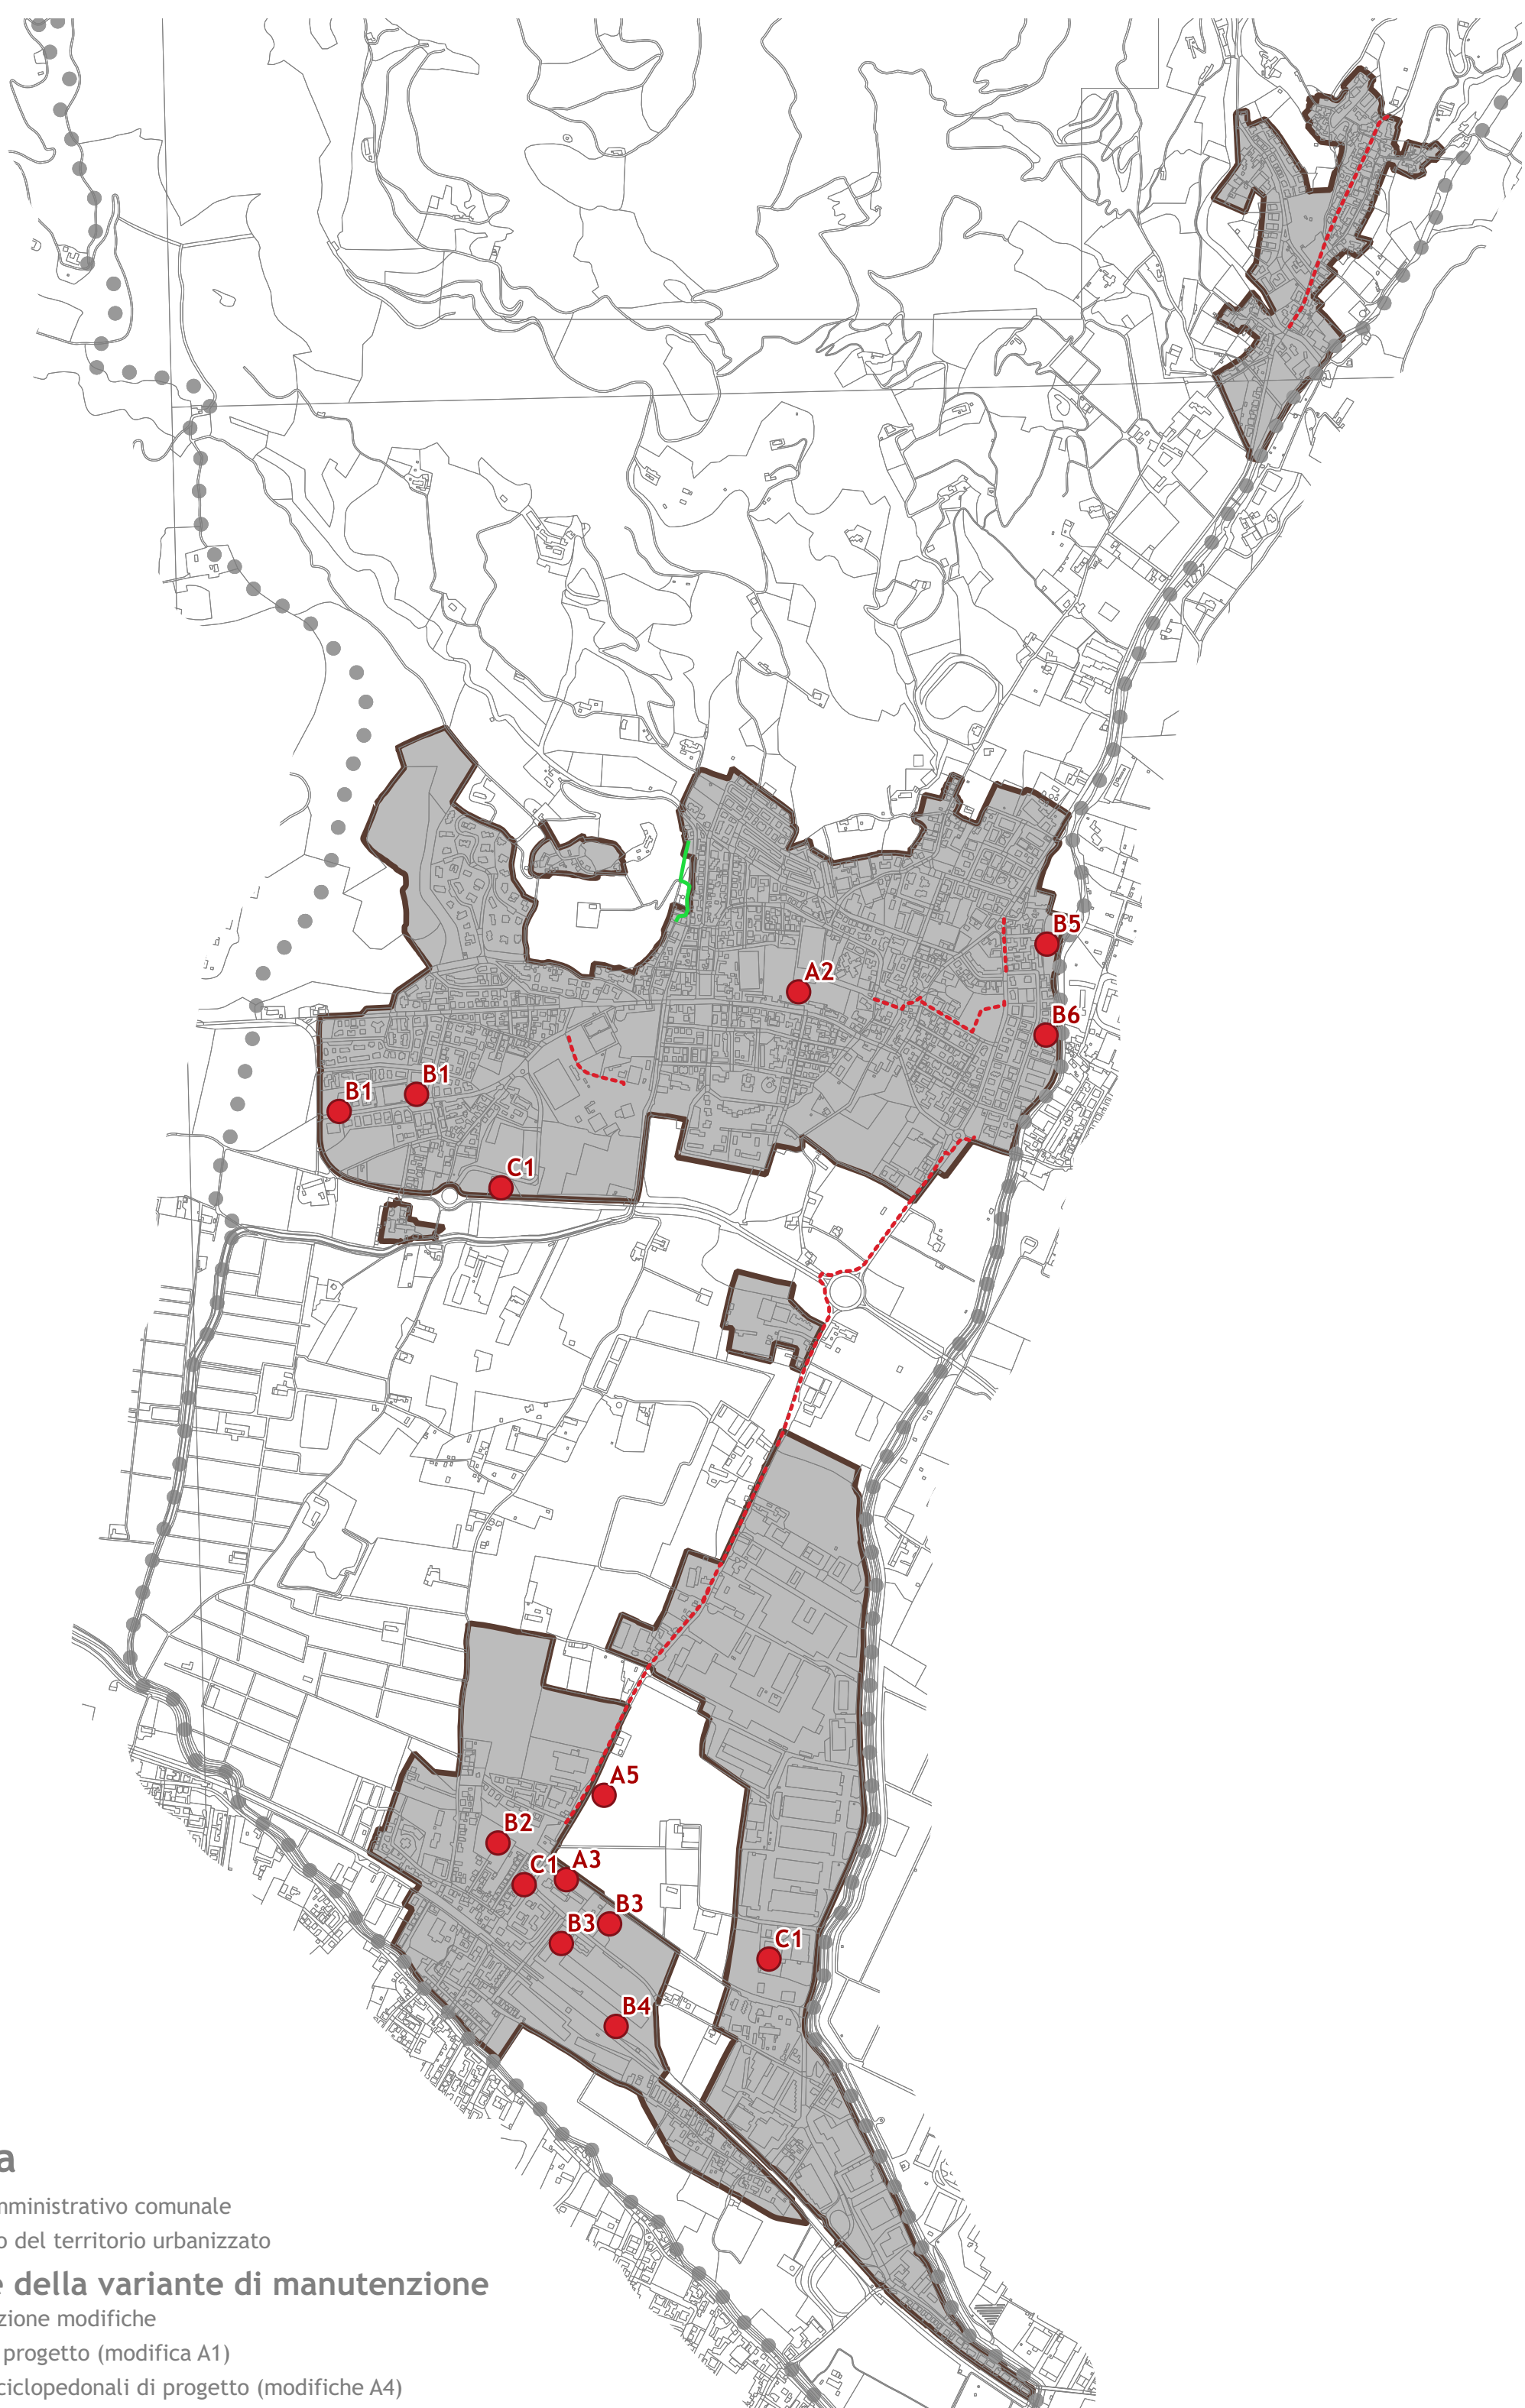 B5
A2
B6
B1
B1
C1
A5
B2
C1
A3
B3
B3
C1
B4
a
mministrativo comunale
o del territorio urbanizzato
e della variante di manutenzione
zione modifiche
progetto (modifica A1)
ciclopedonali di progetto (modifiche A4)